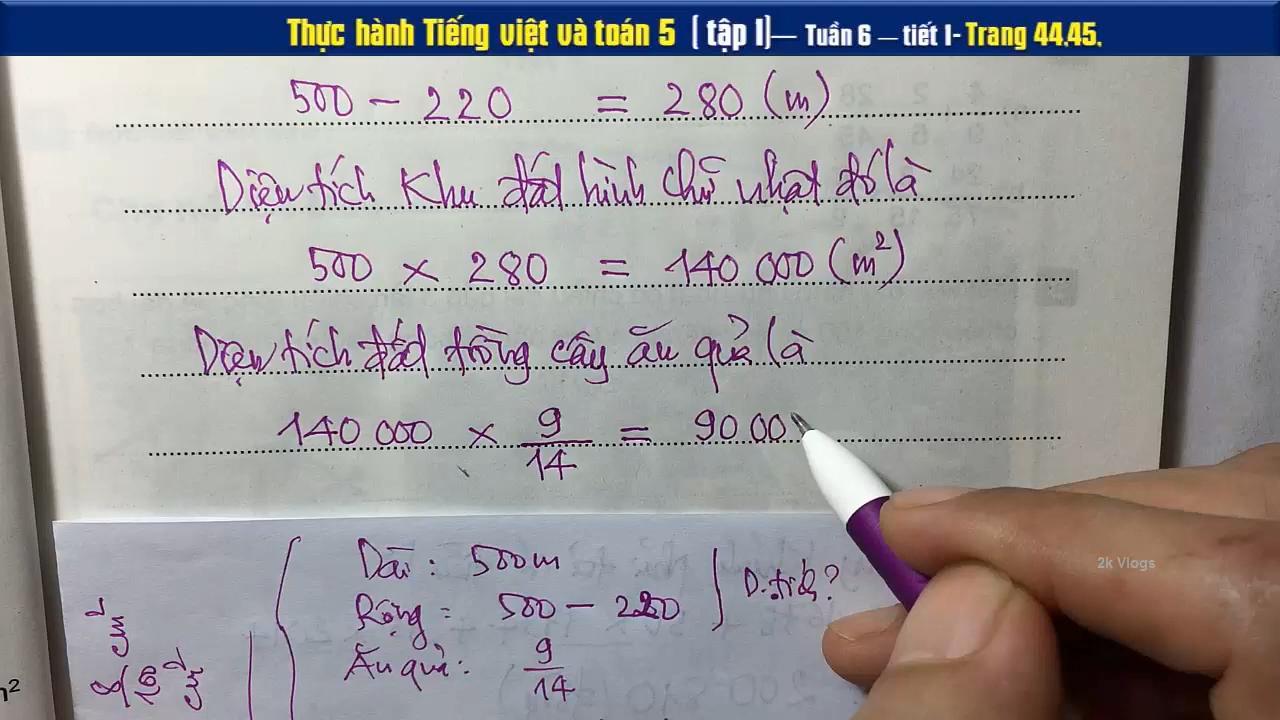 Thực hành Tiếng việt và toán 5 ( tập I)— Tuần 6 – tiết I- Trang 44,45.
500 - 220 = 280 (m)
Diện tích Khu đất hình chữ nhật đó là
500 × 280 = 140 000 (m²)
Diện tích đất trồng cây ăn quả là
140 000 × 9/14 = 90 00
Dài : 500m
Rộng : 500 - 220
D.tích?
Ăn quả : 9/14
2k Vlogs